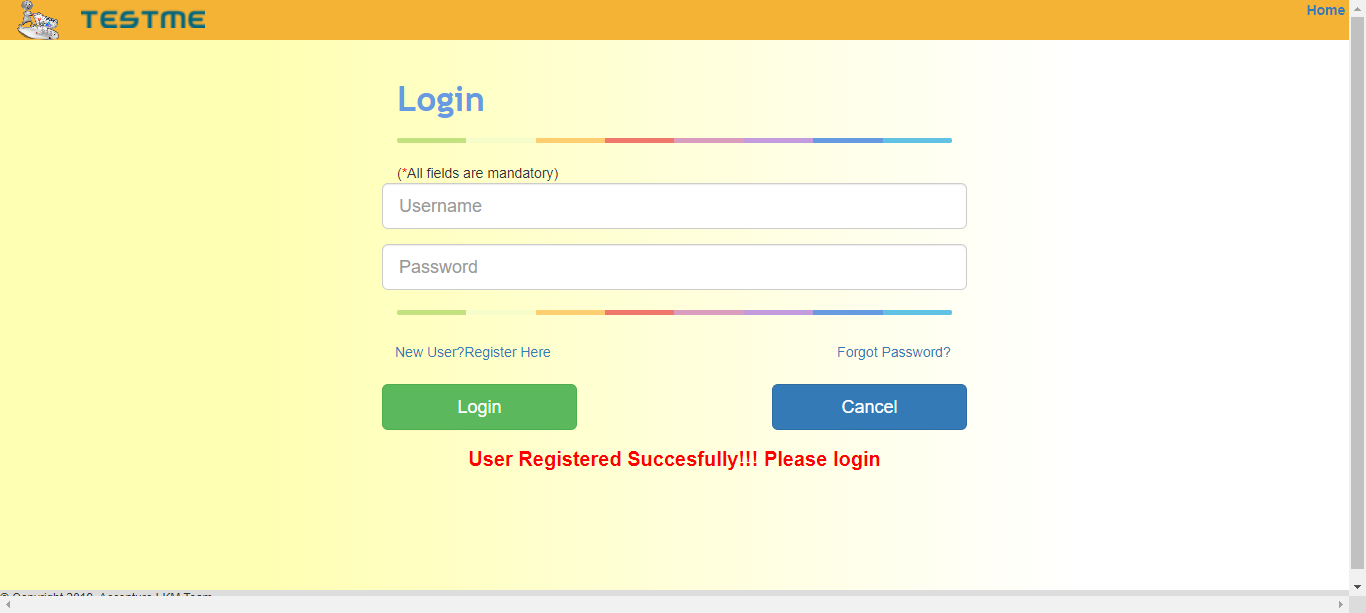 TESTME
Home
Login
(*All fields are mandatory)
Username
Password
New User?Register Here
Forgot Password?
Login
Cancel
User Registered Succesfully!!! Please login